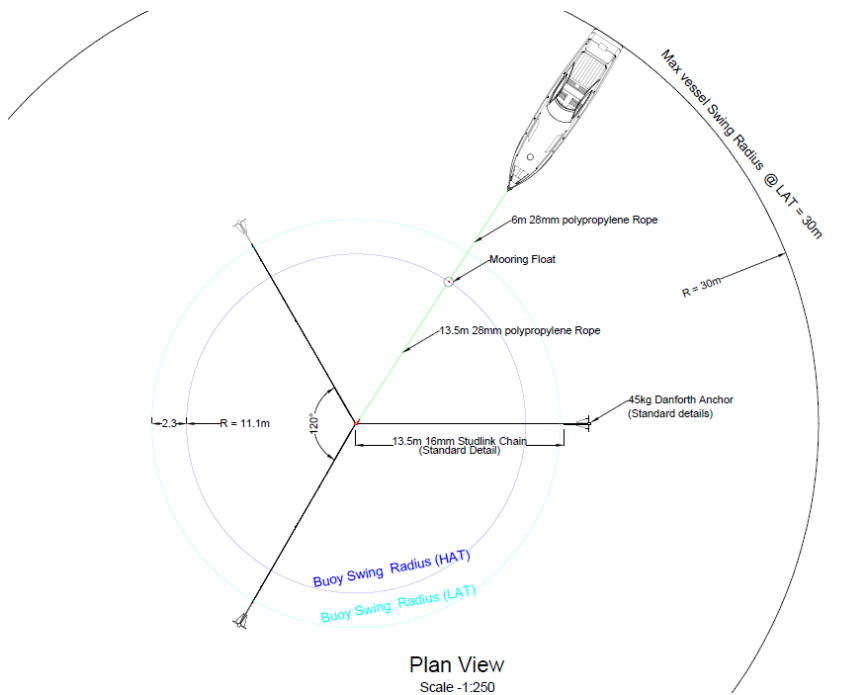 Max vessel Swing Radius @ LAT = 30m
6m 28mm polypropylene Rope
Mooring Float
R = 30m
13.5m 28mm polypropylene Rope
45kg Danforth Anchor
(Standard details)
2.3
R = 11.1m
120°
13.5m 16mm Studlink Chain
(Standard Detail)
Buoy Swing Radius (HAT)
Buoy Swing Radius (LAT)
Plan View
Scale -1:250